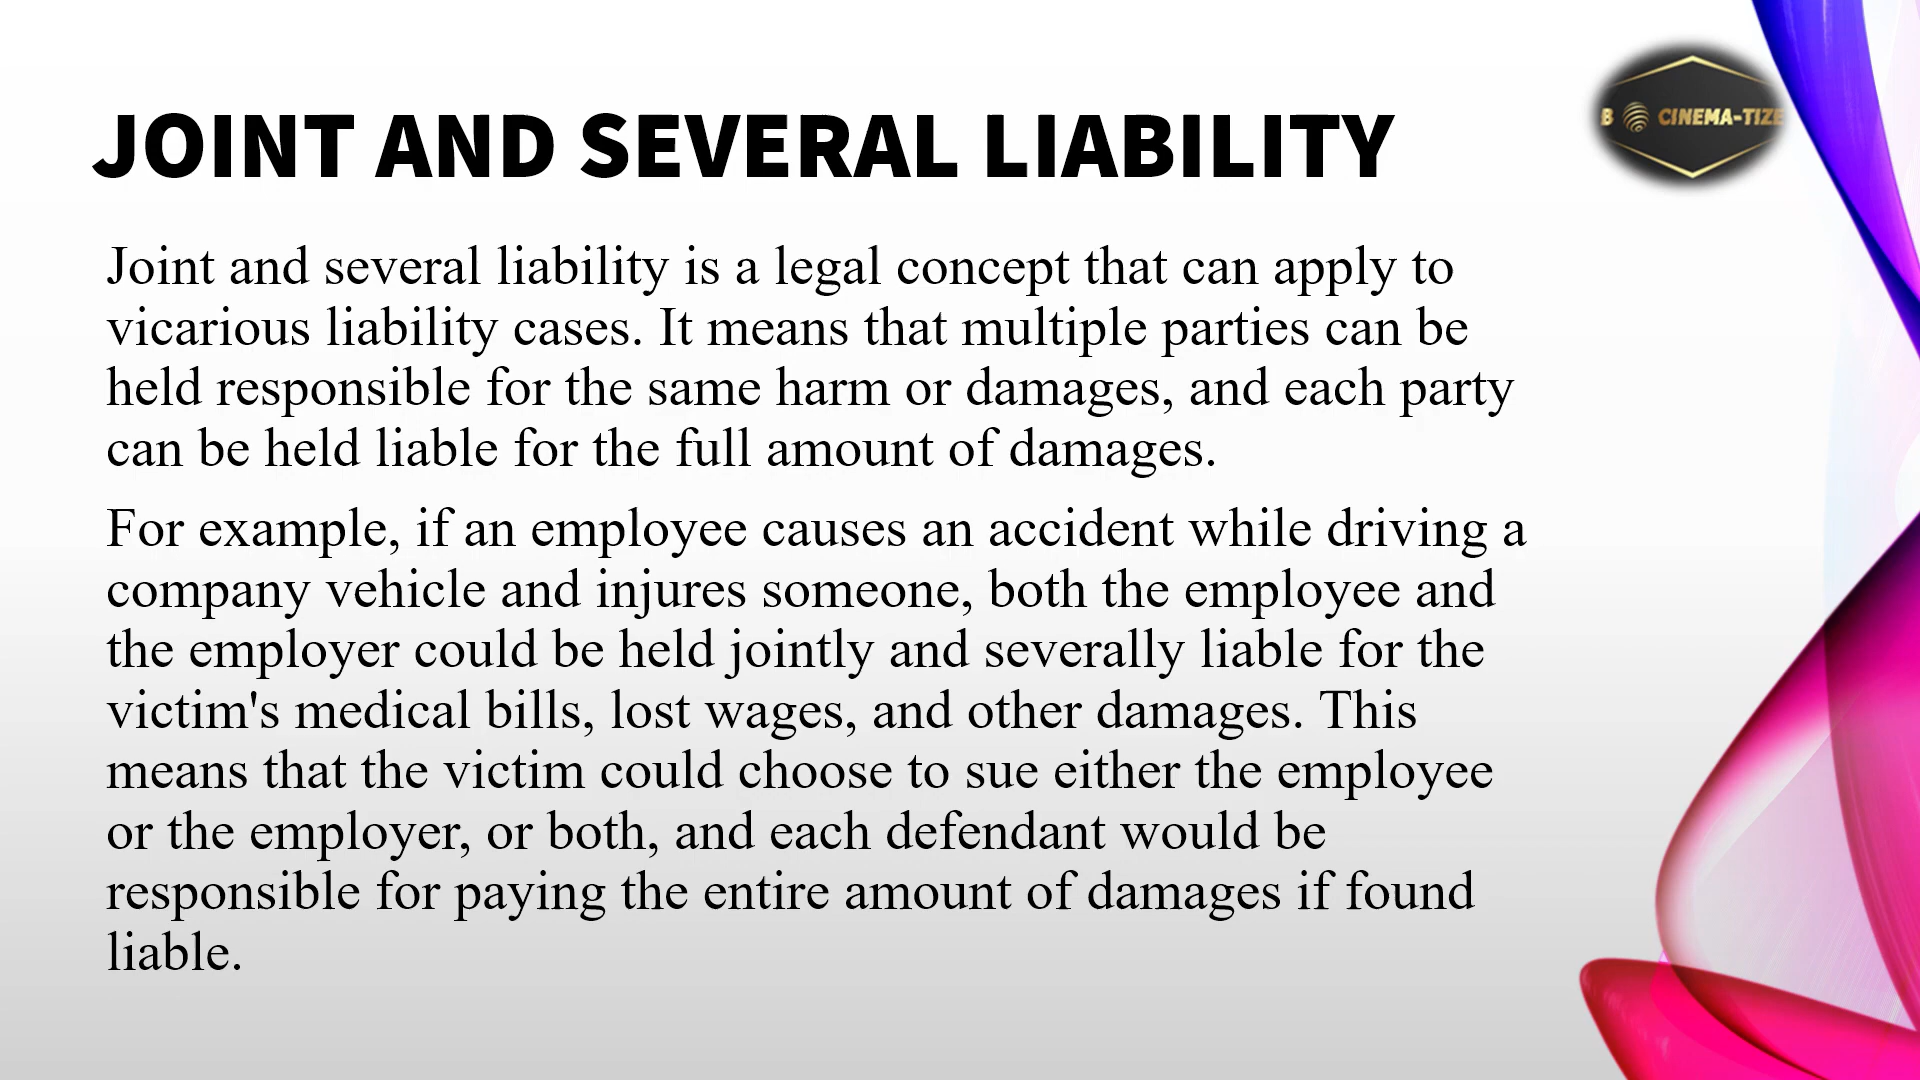 JOINT AND SEVERAL LIABILITY
B CINEMA-TIZE
Joint and several liability is a legal concept that can apply to
vicarious liability cases. It means that multiple parties can be
held responsible for the same harm or damages, and each party
can be held liable for the full amount of damages.
For example, if an employee causes an accident while driving a
company vehicle and injures someone, both the employee and
the employer could be held jointly and severally liable for the
victim's medical bills, lost wages, and other damages. This
means that the victim could choose to sue either the employee
or the employer, or both, and each defendant would be
responsible for paying the entire amount of damages if found
liable.